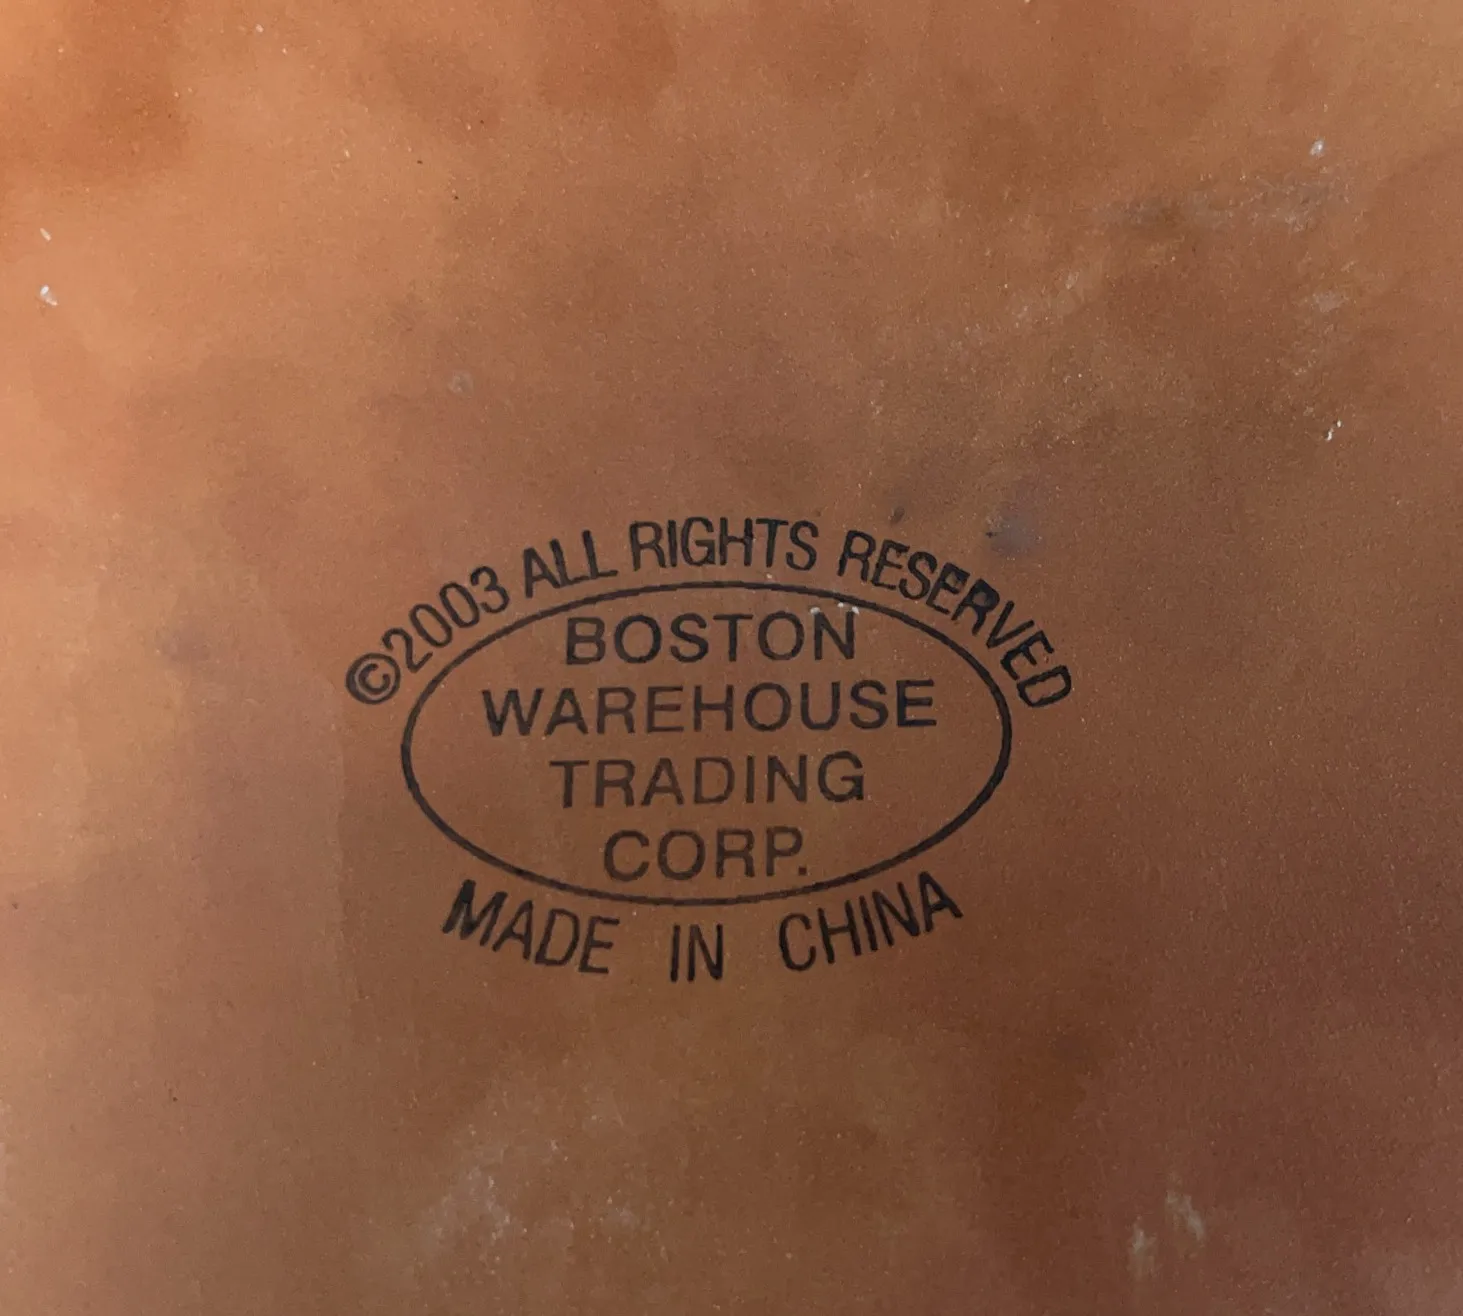 ©2003 ALL RIGHTS RESERVED
BOSTON
WAREHOUSE
TRADING
CORP.
MADE IN CHINA